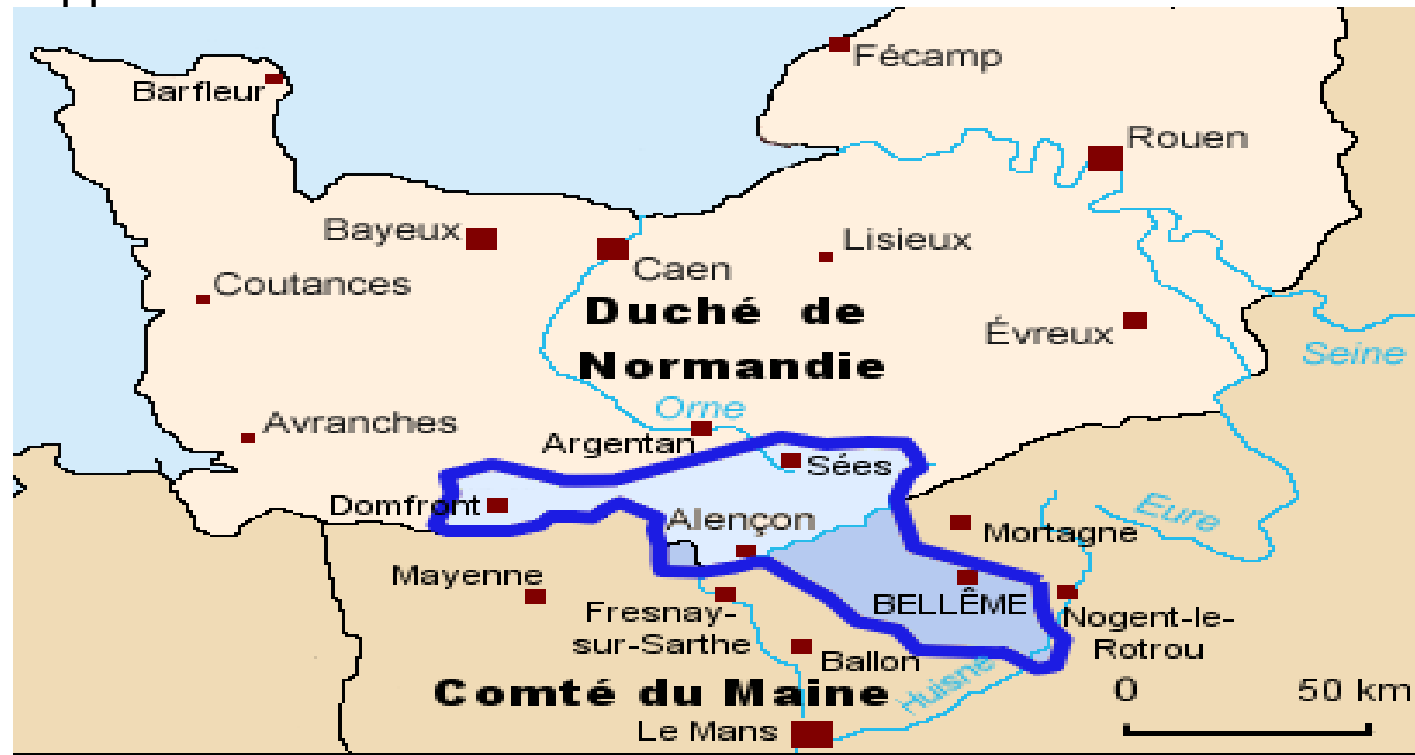 Fécamp
Barfleur
Rouen
Bayeux
Lisieux
Caen
Coutances
Duché de
Normandie
Évreux
Seine
Orne
Avranches
Argentan
Sées
Domfront
Alençon
Eure
Mortagne
Mayenne
BELLÊME
Fresnay-
sur-Sarthe
Nogent-le-
Rotrou
Ballon
Huisne
Comté du Maine
0 50 km
Le Mans